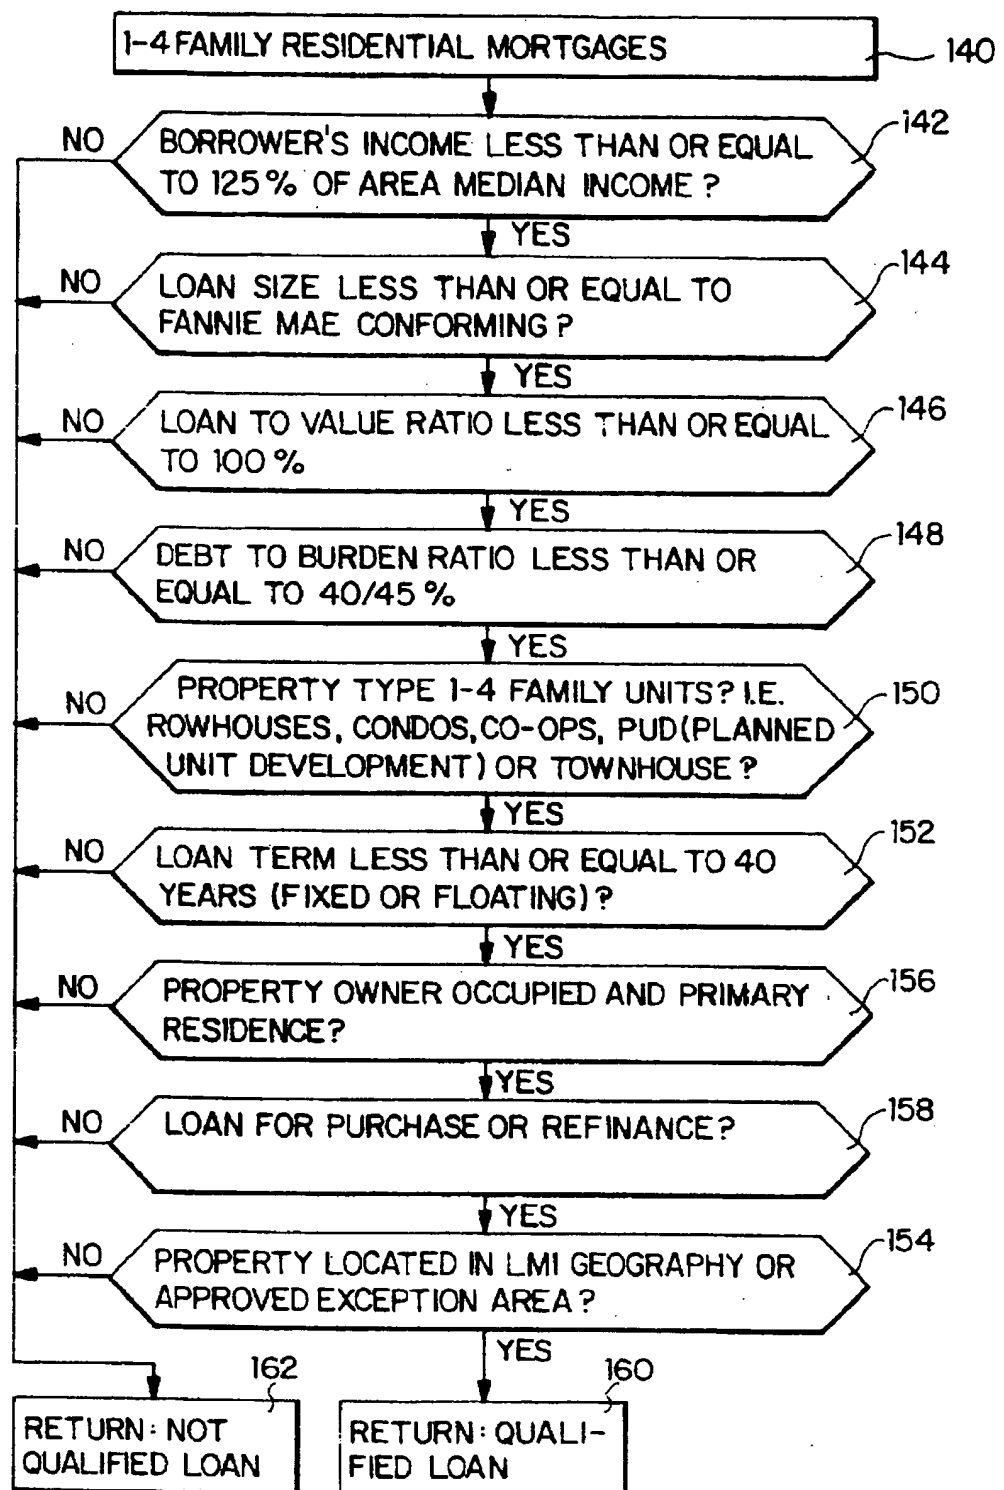 1-4 FAMILY RESIDENTIAL MORTGAGES
140
NO
BORROWER'S INCOME LESS THAN OR EQUAL
TO 125% OF AREA MEDIAN INCOME?
142
YES
NO
LOAN SIZE LESS THAN OR EQUAL TO
FANNIE MAE CONFORMING?
144
YES
NO
LOAN TO VALUE RATIO LESS THAN OR EQUAL
TO 100%
146
YES
NO
DEBT TO BURDEN RATIO LESS THAN OR
EQUAL TO 40/45%
148
YES
NO
PROPERTY TYPE 1-4 FAMILY UNITS? I.E.
ROWHOUSES, CONDOS, CO-OPS, PUD (PLANNED
UNIT DEVELOPMENT) OR TOWNHOUSE?
150
YES
NO
LOAN TERM LESS THAN OR EQUAL TO 40
YEARS (FIXED OR FLOATING)?
152
YES
NO
PROPERTY OWNER OCCUPIED AND PRIMARY
RESIDENCE?
156
YES
NO
LOAN FOR PURCHASE OR REFINANCE?
158
YES
NO
PROPERTY LOCATED IN LMI GEOGRAPHY OR
APPROVED EXCEPTION AREA?
154
YES
162
RETURN: NOT
QUALIFIED LOAN
160
RETURN: QUALI-
FIED LOAN